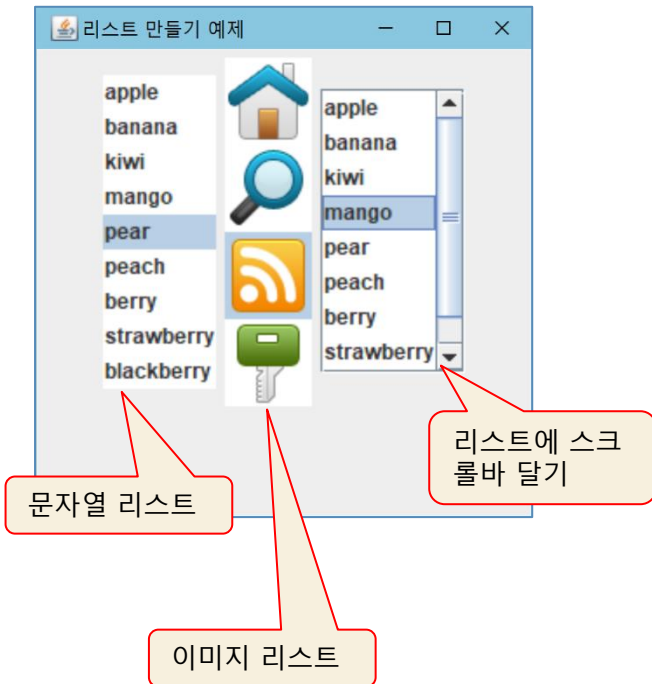 리스트 만들기 예제
apple
banana
kiwi
mango
pear
peach
berry
strawberry
blackberry
apple
banana
kiwi
mango
pear
peach
berry
strawberry
문자열 리스트
이미지 리스트
리스트에 스크
롤바 달기